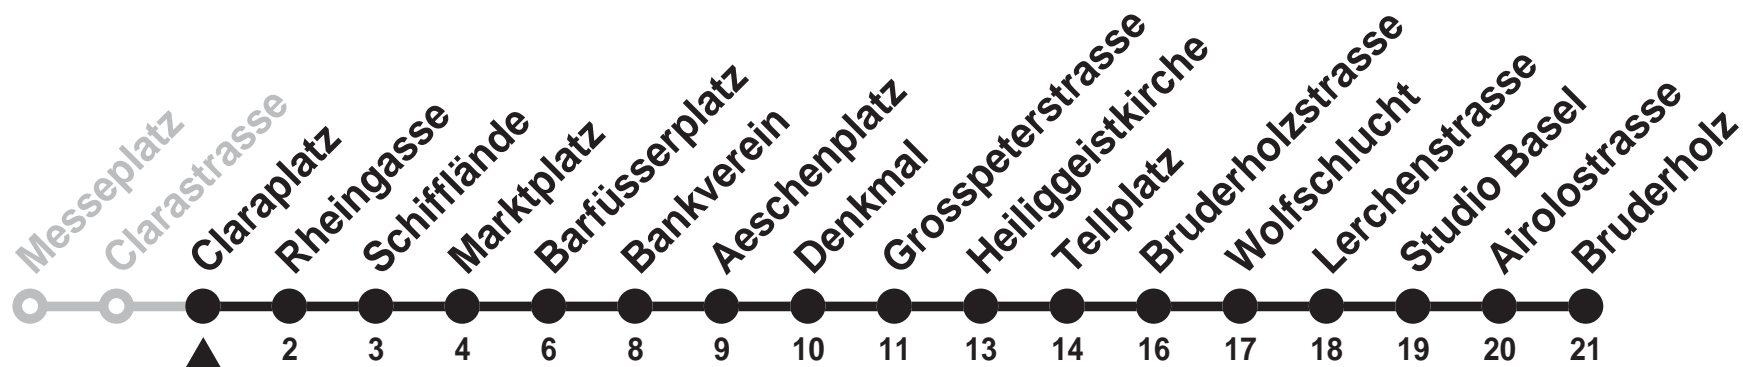 Messeplatz
Clarastrasse
Claraplatz
Rheingasse
Schifflände
Marktplatz
Barfüsserplatz
Bankverein
Aeschenplatz
Denkmal
Grosspeterstrasse
Heiliggeistkirche
Tellplatz
Bruderholzstrasse
Wolfschlucht
Lerchenstrasse
Studio Basel
Airolostrasse
Bruderholz
2 3 4 6 8 9 10 11 13 14 16 17 18 19 20 21